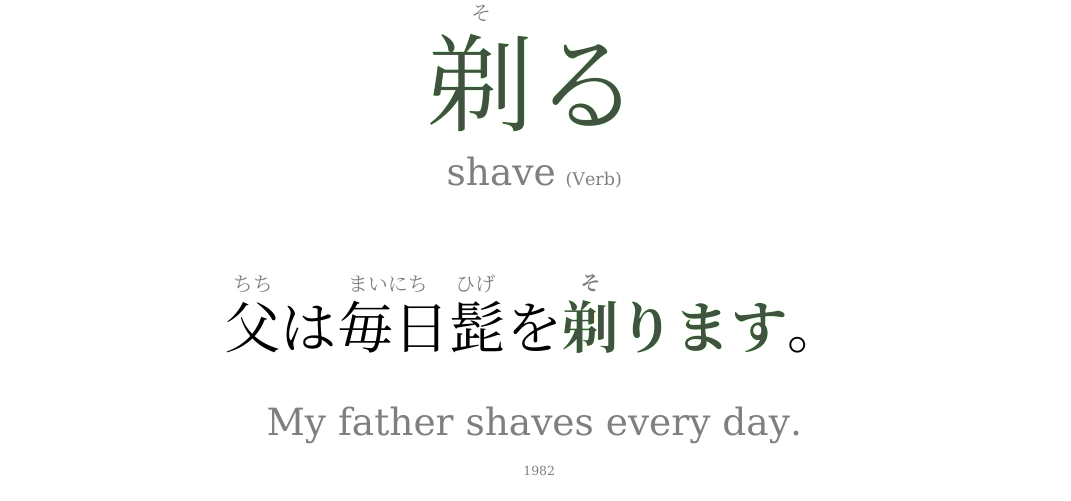 そ
剃る
shave (Verb)
ちち まいにち ひげ そ
父は毎日髭を剃ります。
My father shaves every day.
1982